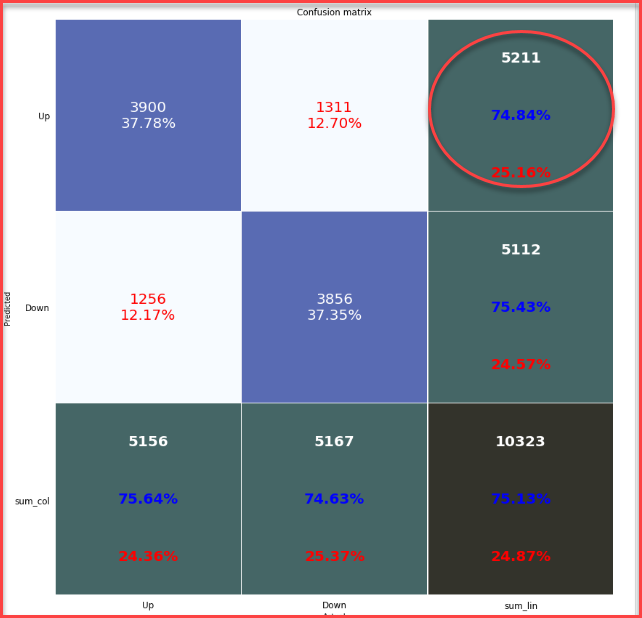 Confusion matrix
Up
3900
37.78%
1311
12.70%
5211
74.84%
25.16%
Predicted
Down
1256
12.17%
3856
37.35%
5112
75.43%
24.57%
sum_col
5156
75.64%
24.36%
5167
74.63%
25.37%
10323
75.13%
24.87%
Up
Down
sum_lin